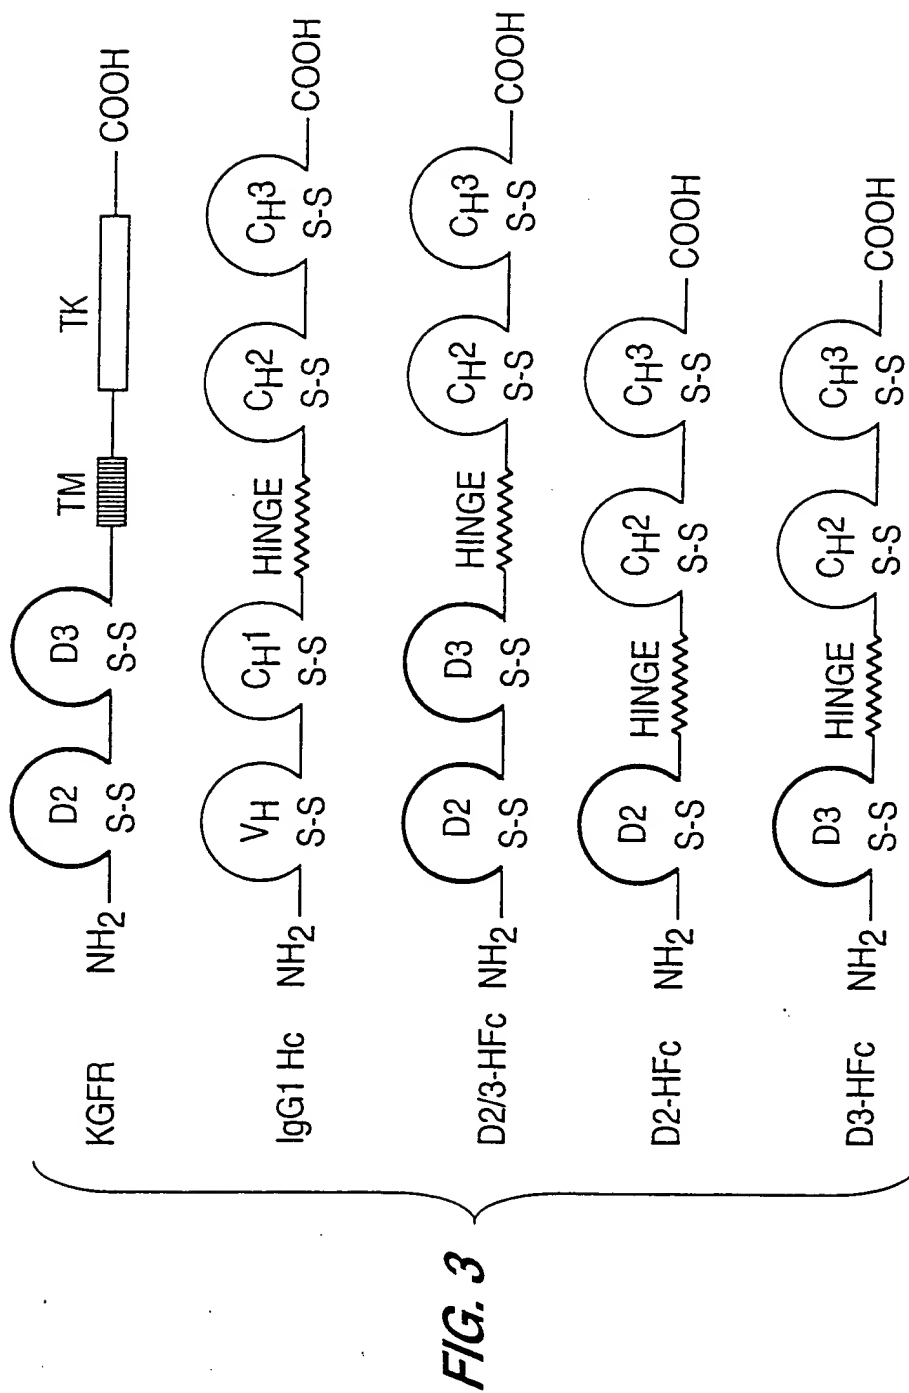 FIG. 3
KGFR
NH2
D2
S-S
D3
S-S
TM
TK
COOH
IgG1 Hc
NH2
VH
S-S
CH1
S-S
HINGE
CH2
S-S
CH3
S-S
COOH
D2/3-HFc
NH2
D2
S-S
D3
S-S
HINGE
CH2
S-S
CH3
S-S
COOH
D2-HFc
NH2
D2
S-S
HINGE
CH2
S-S
CH3
S-S
COOH
D3-HFc
NH2
D3
S-S
HINGE
CH2
S-S
CH3
S-S
COOH